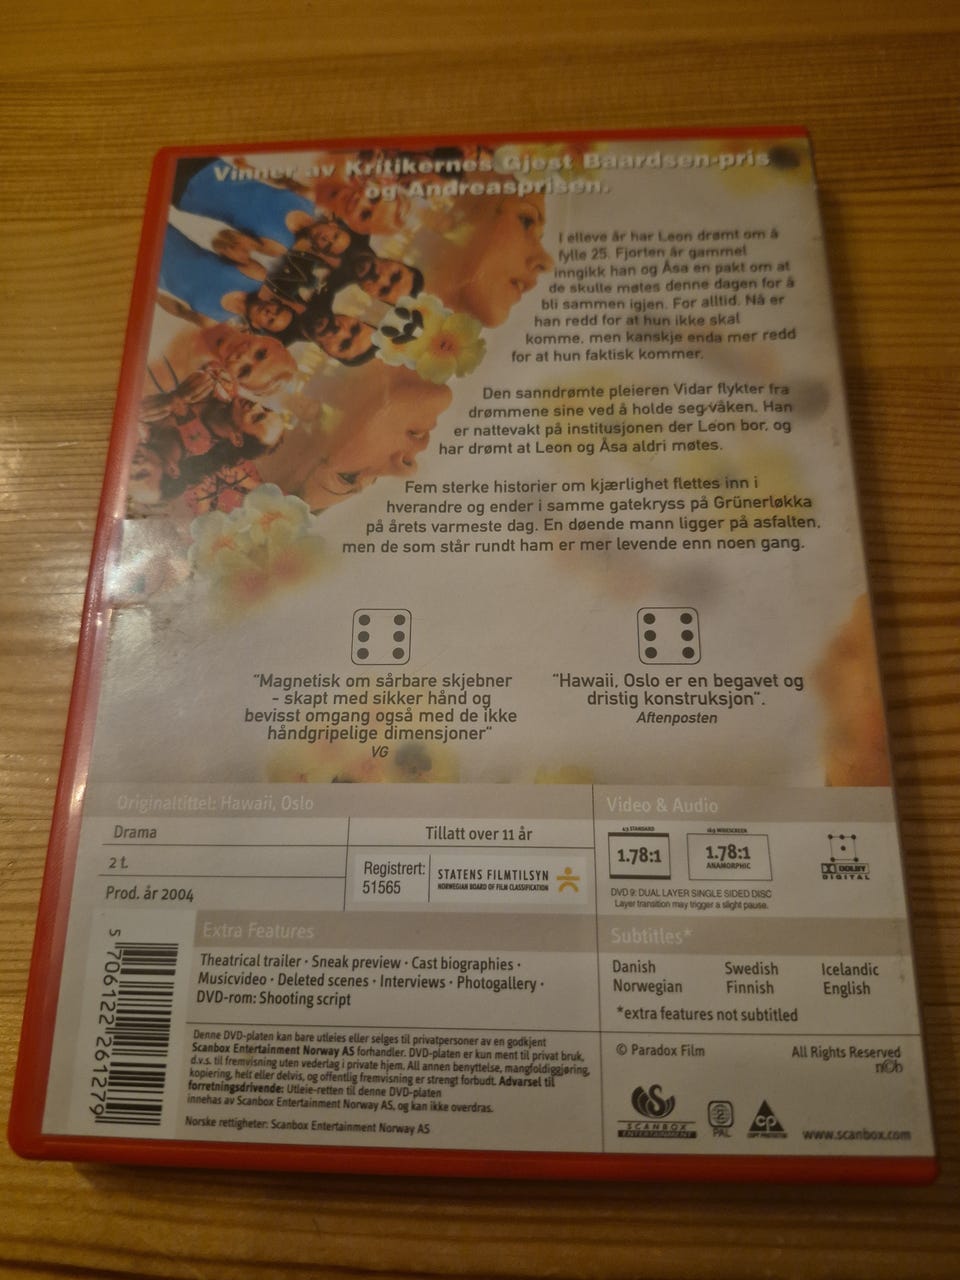 Vinner av Kritikernes Gjest Baardsen-pris
og Andreasprisen.
I elleve år har Leon drømt om å
fylle 25. Fjorten år gammel
inngikk han og Åsa en pakt om at
de skulle møtes denne dagen for å
bli sammen igjen. For alltid. Nå er
han redd for at hun ikke skal
komme, men kanskje enda mer redd
for at hun faktisk kommer.
Den sanndrømte pleieren Vidar flykter fra
drømmene sine ved å holde seg våken. Han
er nattevakt på institusjonen der Leon bor, og
har drømt at Leon og Åsa aldri møtes.
Fem sterke historier om kjærlighet flettes inn i
hverandre og ender i samme gatekryss på Grünerløkka
på årets varmeste dag. En døende mann ligger på asfalten,
men de som står rundt ham er mer levende enn noen gang.
"Magnetisk om sårbare skjebner
- skapt med sikker hånd og
bevisst omgang også med de ikke
håndgripelige dimensjoner"
VG
"Hawaii, Oslo er en begavet og
dristig konstruksjon".
Aftenposten
Originaltittel: Hawaii, Oslo
Drama
Tillatt over 11 år
2 t.
Prod. år 2004
Registrert:
51565
STATENS FILMTILSYN
NORWEGIAN BOARD OF FILM CLASSIFICATION
Video & Audio
4:3 STANDARD
1.78:1
16:9 WIDESCREEN
1.78:1
ANAMORPHIC
DOLBY
DIGITAL
DVD 9: DUAL LAYER SINGLE SIDED DISC
Layer transition may trigger a slight pause.
Extra Features
Theatrical trailer · Sneak preview · Cast biographies ·
Musicvideo · Deleted scenes · Interviews · Photogallery ·
DVD-rom: Shooting script
Subtitles*
Danish Swedish Icelandic
Norwegian Finnish English
*extra features not subtitled
5 706122 261279
Denne DVD-platen kan bare utleies eller selges til privatpersoner av en godkjent
Scanbox Entertainment Norway AS forhandler. DVD-platen er kun ment til privat bruk,
d.v.s. til fremvisning uten vederlag i private hjem. All annen benyttelse, mangfoldiggjøring,
kopiering, helt eller delvis, og offentlig fremvisning er strengt forbudt. Advarsel til
forretningsdrivende: Utleie-retten til denne DVD-platen
innehas av Scanbox Entertainment Norway AS, og kan ikke overdras.
Norske rettigheter: Scanbox Entertainment Norway AS
© Paradox Film
All Rights Reserved
nCb
SCANBOX
ENTERTAINMENT
2
PAL
cp
COPY PROTECTED
www.scanbox.com